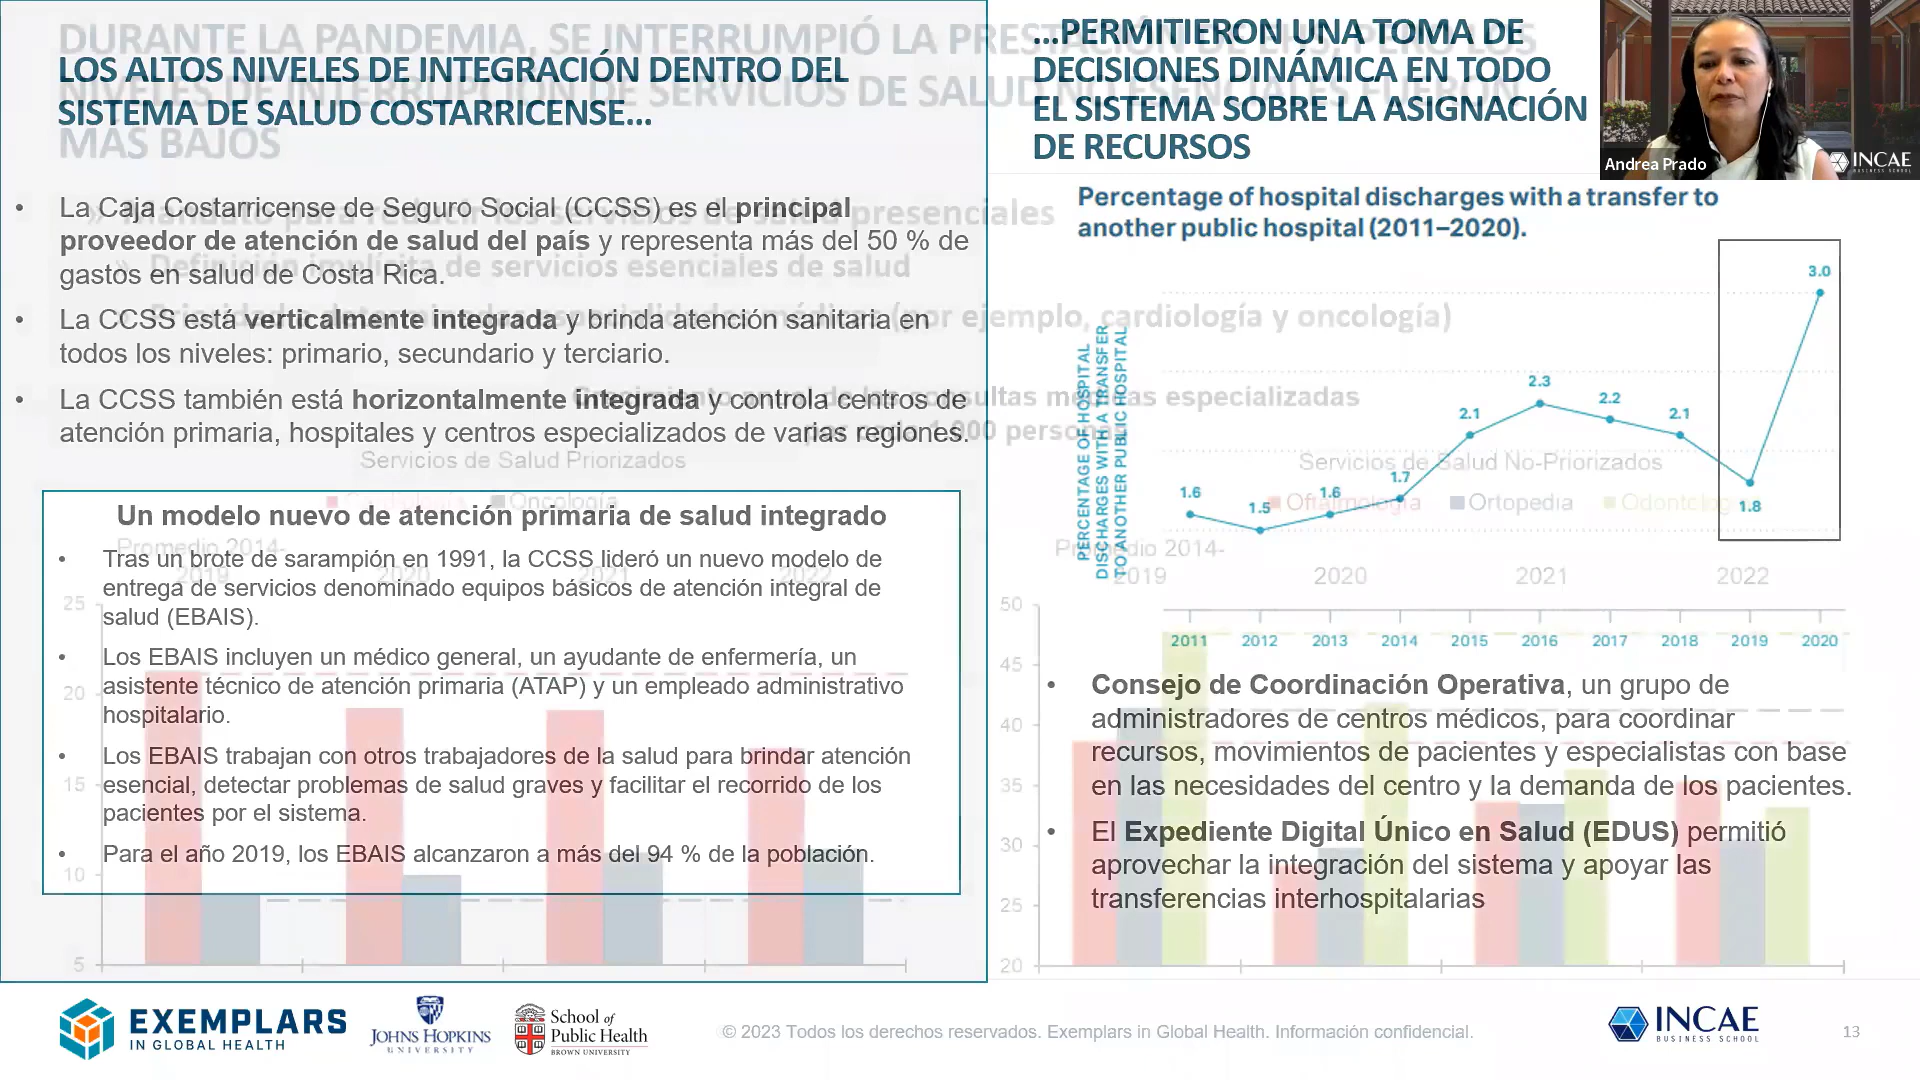 DURANTE LA PANDEMIA, SE INTERRUMPIÓ LA
NIVELES DE INTERRUPCIÓN DE SERVICIOS DE SALUD
MÁS BAJOS
LOS ALTOS NIVELES DE INTEGRACIÓN DENTRO DEL
SISTEMA DE SALUD COSTARRICENSE...
• La Caja Costarricense de Seguro Social (CCSS) es el principal
proveedor de atención de salud del país y representa más del 50 % de
gastos en salud de Costa Rica.
• La CCSS está verticalmente integrada y brinda atención sanitaria en
todos los niveles: primario, secundario y terciario.
• La CCSS también está horizontalmente integrada y controla centros de
atención primaria, hospitales y centros especializados de varias regiones.
Un modelo nuevo de atención primaria de salud integrado
• Tras un brote de sarampión en 1991, la CCSS lideró un nuevo modelo de
entrega de servicios denominado equipos básicos de atención integral de
salud (EBAIS).
• Los EBAIS incluyen un médico general, un ayudante de enfermería, un
asistente técnico de atención primaria (ATAP) y un empleado administrativo
hospitalario.
• Los EBAIS trabajan con otros trabajadores de la salud para brindar atención
esencial, detectar problemas de salud graves y facilitar el recorrido de los
pacientes por el sistema.
• Para el año 2019, los EBAIS alcanzaron a más del 94 % de la población.
...PERMITIERON UNA TOMA DE
DECISIONES DINÁMICA EN TODO
EL SISTEMA SOBRE LA ASIGNACIÓN
DE RECURSOS
Andrea Prado
INCAE
BUSINESS SCHOOL
Percentage of hospital discharges with a transfer to
another public hospital (2011–2020).
PERCENTAGE OF HOSPITAL
DISCHARGES WITH A TRANSFER
TO ANOTHER PUBLIC HOSPITAL
1.6 1.5 1.6 1.7 2.1 2.3 2.2 2.1 1.8 3.0
2011 2012 2013 2014 2015 2016 2017 2018 2019 2020
• Consejo de Coordinación Operativa, un grupo de
administradores de centros médicos, para coordinar
recursos, movimientos de pacientes y especialistas con base
en las necesidades del centro y la demanda de los pacientes.
• El Expediente Digital Único en Salud (EDUS) permitió
aprovechar la integración del sistema y apoyar las
transferencias interhospitalarias
» Mandato para reducir los servicios de salud presenciales
» Definición implícita de servicios esenciales de salud
médicas (por ejemplo, cardiología y oncología)
Crecimiento anual de las consultas médicas especializadas
por cada 1.000 personas
Servicios de Salud Priorizados
Cardiología Oncología
Promedio 2014-
2019 2020 2021 2022
25
20
15
10
5
Servicios de Salud No-Priorizados
Oftalmología Ortopedia
Promedio 2014-
2019 2020 2021 2022
50
45
40
35
30
25
20
EXEMPLARS
IN GLOBAL HEALTH
JOHNS HOPKINS
UNIVERSITY
School of
Public Health
BROWN UNIVERSITY
© 2023 Todos los derechos reservados. Exemplars in Global Health. Información confidencial.
INCAE
BUSINESS SCHOOL
13